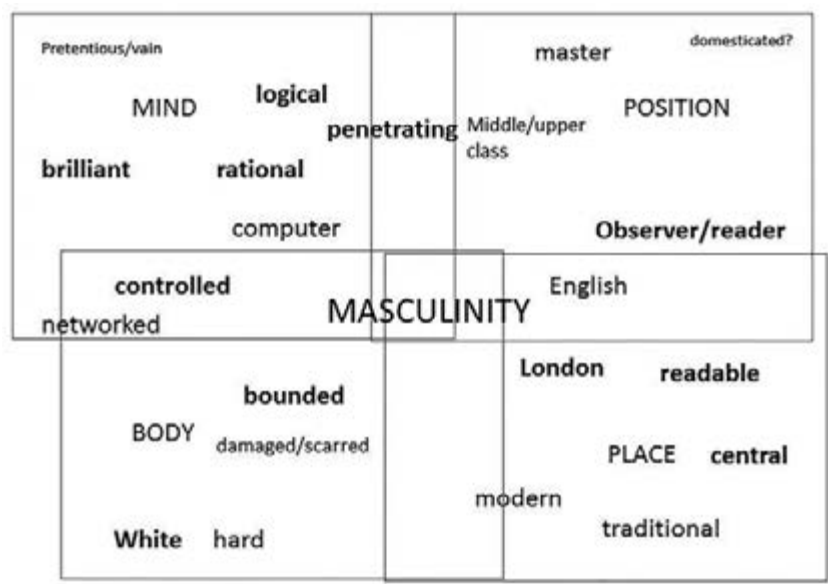 Pretentious/vain
MIND
logical
brilliant
rational
computer
penetrating
master
domesticated?
Middle/upper
class
POSITION
Observer/reader
controlled
networked
MASCULINITY
English
bounded
BODY
damaged/scarred
White
hard
London
readable
PLACE
central
modern
traditional